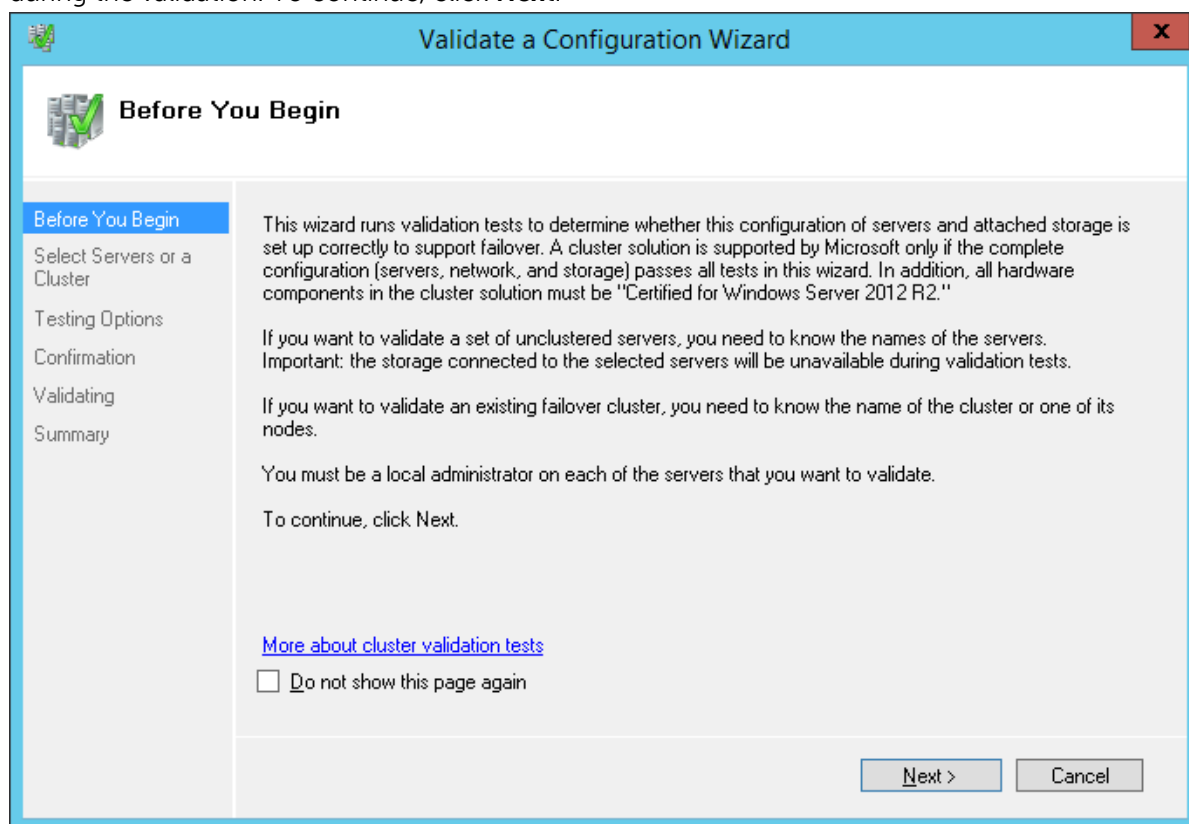 during the validation. To continue, click Next.
Validate a Configuration Wizard
x
Before You Begin
Before You Begin
Select Servers or a
Cluster
Testing Options
Confirmation
Validating
Summary
This wizard runs validation tests to determine whether this configuration of servers and attached storage is
set up correctly to support failover. A cluster solution is supported by Microsoft only if the complete
configuration (servers, network, and storage) passes all tests in this wizard. In addition, all hardware
components in the cluster solution must be "Certified for Windows Server 2012 R2."
If you want to validate a set of unclustered servers, you need to know the names of the servers.
Important: the storage connected to the selected servers will be unavailable during validation tests.
If you want to validate an existing failover cluster, you need to know the name of the cluster or one of its
nodes.
You must be a local administrator on each of the servers that you want to validate.
To continue, click Next.
More about cluster validation tests
Do not show this page again
Next >
Cancel